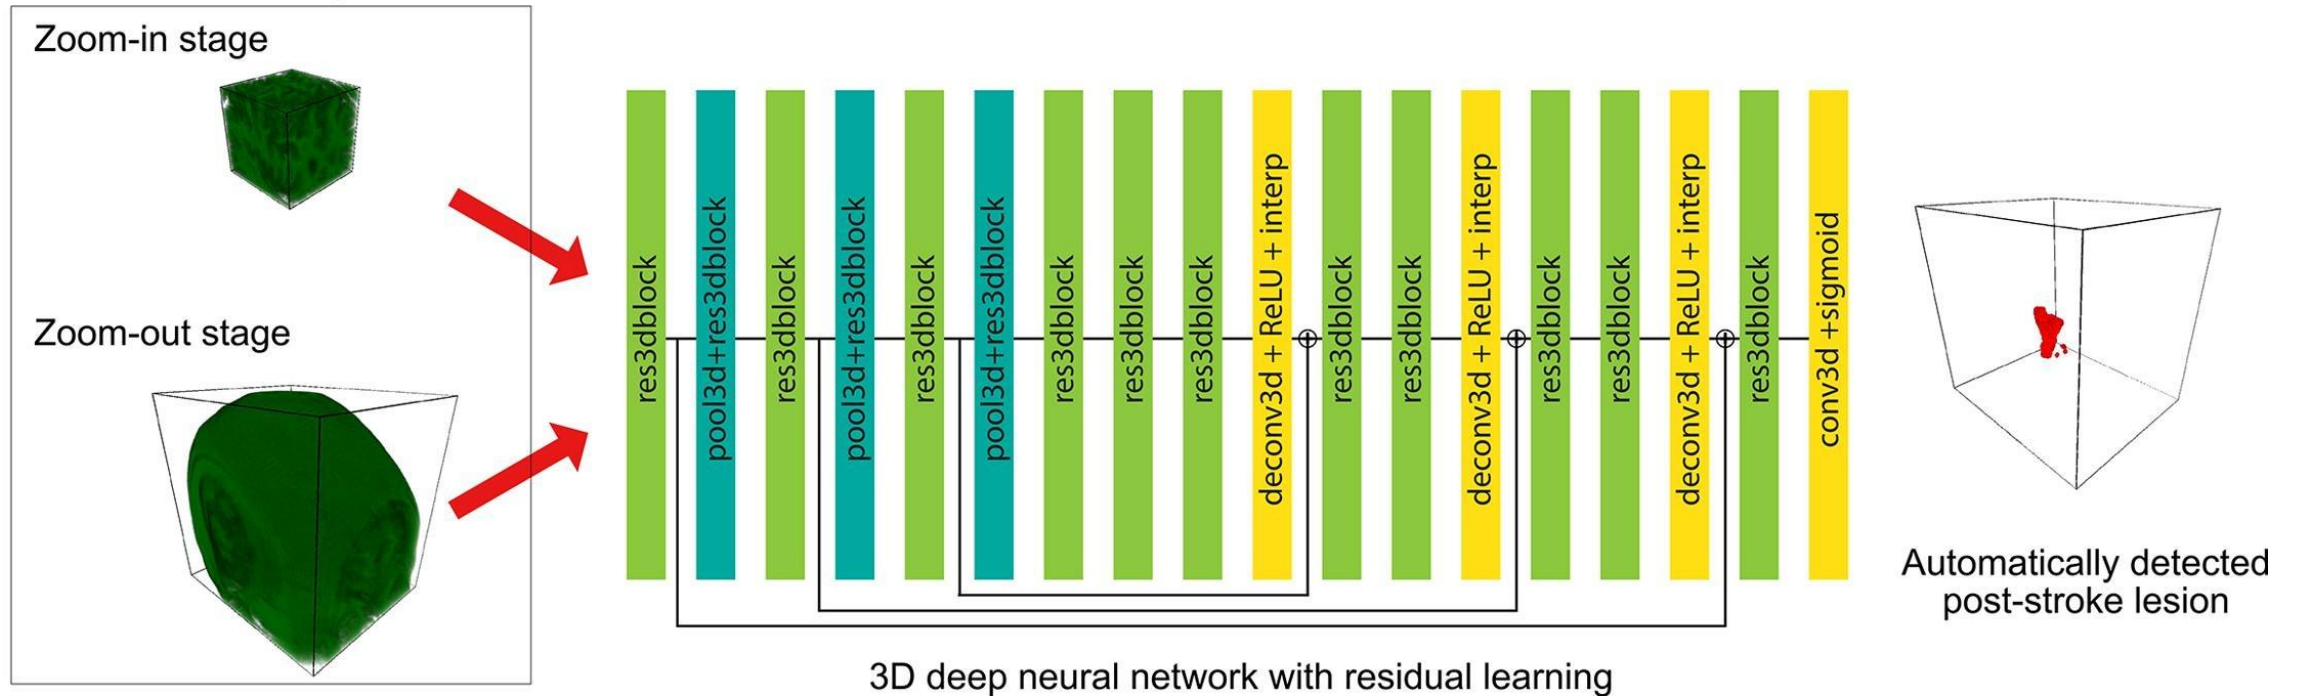 Zoom-in stage
Zoom-out stage
res3dblock
pool3d+res3dblock
res3dblock
pool3d+res3dblock
res3dblock
pool3d+res3dblock
res3dblock
res3dblock
res3dblock
deconv3d + ReLU + interp
res3dblock
res3dblock
deconv3d + ReLU + interp
res3dblock
res3dblock
deconv3d + ReLU + interp
res3dblock
conv3d +sigmoid
Automatically detected
post-stroke lesion
3D deep neural network with residual learning